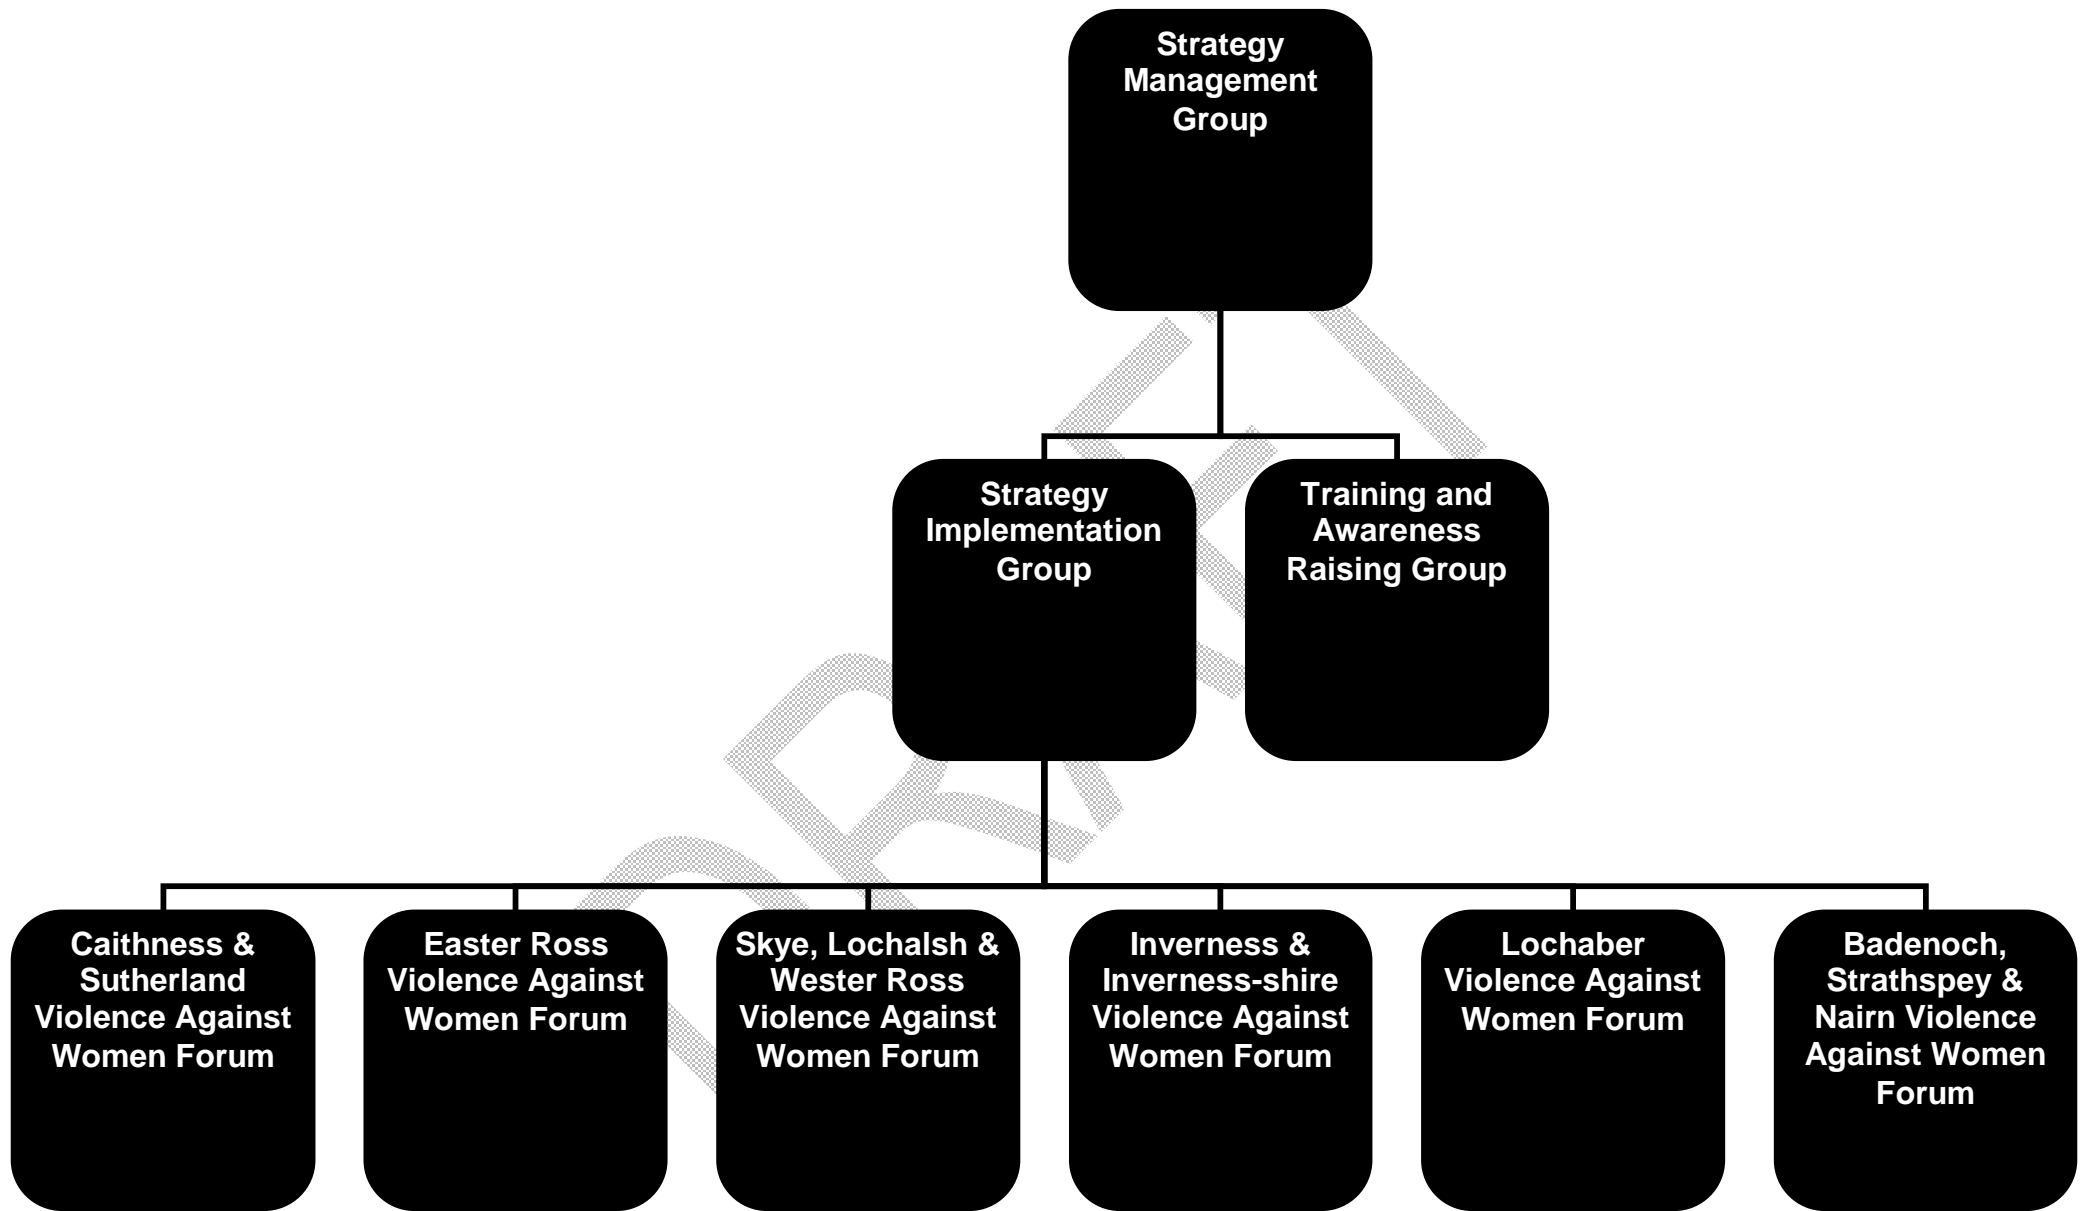 Strategy
Management
Group
Strategy
Implementation
Group
Training and
Awareness
Raising Group
Caithness &
Sutherland
Violence Against
Women Forum
Easter Ross
Violence Against
Women Forum
Skye, Lochalsh &
Wester Ross
Violence Against
Women Forum
Inverness &
Inverness-shire
Violence Against
Women Forum
Lochaber
Violence Against
Women Forum
Badenoch,
Strathspey &
Nairn Violence
Against Women
Forum